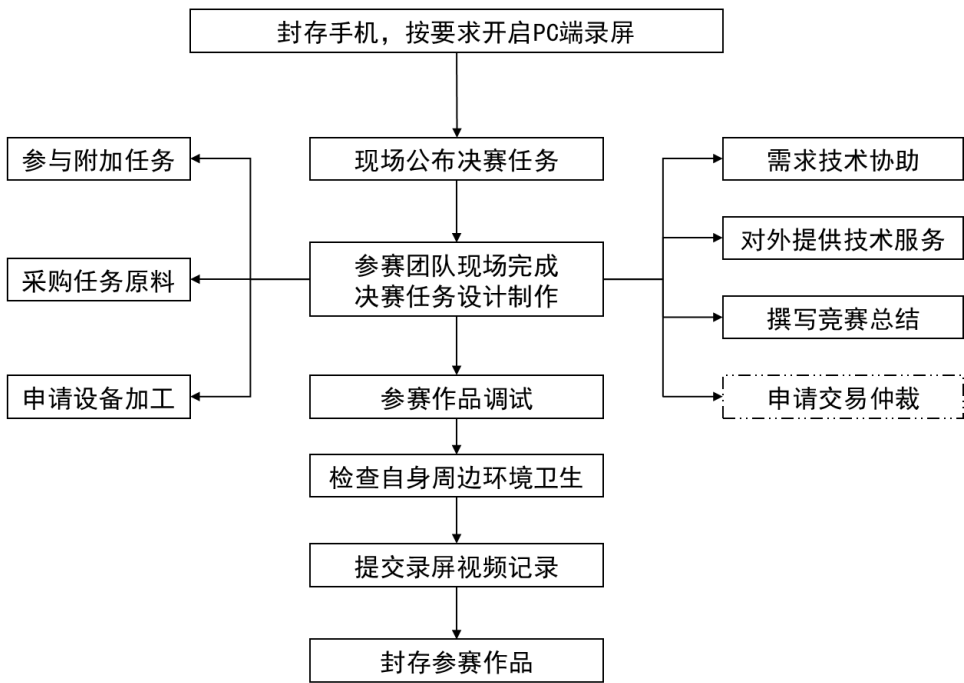 封存手机，按要求开启PC端录屏
参与附加任务
现场公布决赛任务
需求技术协助
对外提供技术服务
采购任务原料
参赛团队现场完成
决赛任务设计制作
撰写竞赛总结
申请设备加工
参赛作品调试
申请交易仲裁
检查自身周边环境卫生
提交录屏视频记录
封存参赛作品